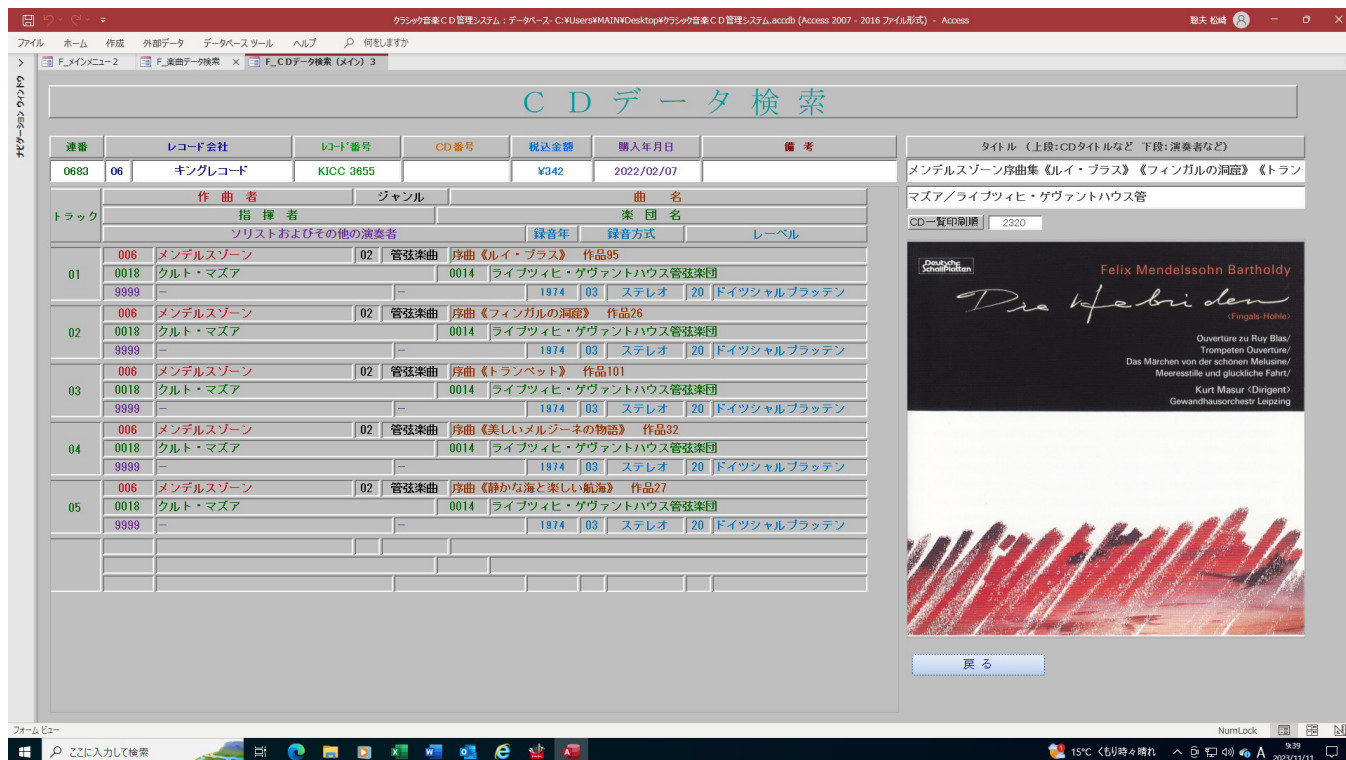 クラシック音楽CD管理システム : データベース- C:¥Users¥MAIN¥Desktop¥クラシック音楽CD管理システム.accdb (Access 2007 - 2016 ファイル形式) - Access 聡夫 松崎
ファイル ホーム 作成 外部データ データベース ツール ヘルプ 何をしますか
F_メインメニュー2 F_楽曲データ検索 × F_CDデータ検索 (メイン) 3
ナビゲーション ウィンドウ
CDデータ検索
連番 レコード会社 レコード番号 CD番号 税込金額 購入年月日 備考 タイトル (上段:CDタイトルなど 下段:演奏者など)
0683 06 キングレコード KICC 3655 ¥342 2022/02/07 メンデルスゾーン序曲集《ルイ・ブラス》《フィンガルの洞窟》《トラン
マズア/ライプツィヒ・ゲヴァントハウス管
CD一覧印刷順 2320
トラック 作曲者 ジャンル 曲名
指揮者 楽団名
ソリストおよびその他の演奏者 録音年 録音方式 レーベル
01 006 メンデルスゾーン 02 管弦楽曲 序曲《ルイ・ブラス》 作品95
0018 クルト・マズア 0014 ライプツィヒ・ゲヴァントハウス管弦楽団
9999 − − 1974 03 ステレオ 20 ドイツシャルプラッテン
02 006 メンデルスゾーン 02 管弦楽曲 序曲《フィンガルの洞窟》 作品26
0018 クルト・マズア 0014 ライプツィヒ・ゲヴァントハウス管弦楽団
9999 − − 1974 03 ステレオ 20 ドイツシャルプラッテン
03 006 メンデルスゾーン 02 管弦楽曲 序曲《トランペット》 作品101
0018 クルト・マズア 0014 ライプツィヒ・ゲヴァントハウス管弦楽団
9999 − − 1974 03 ステレオ 20 ドイツシャルプラッテン
04 006 メンデルスゾーン 02 管弦楽曲 序曲《美しいメルジーネの物語》 作品32
0018 クルト・マズア 0014 ライプツィヒ・ゲヴァントハウス管弦楽団
9999 − − 1974 03 ステレオ 20 ドイツシャルプラッテン
05 006 メンデルスゾーン 02 管弦楽曲 序曲《静かな海と楽しい航海》 作品27
0018 クルト・マズア 0014 ライプツィヒ・ゲヴァントハウス管弦楽団
9999 − − 1974 03 ステレオ 20 ドイツシャルプラッテン
Deutsche
Schallplatten
Felix Mendelssohn Bartholdy
Die Hebriden
〈Fingals-Hohle〉
Ouverture zu Ruy Blas/
Trompeten Ouverture/
Das Marchen von der schonen Melusine/
Meeresstille und gluckliche Fahrt/
Kurt Masur〈Dirigent〉
Gewandhausorchestr Leipzing
戻る
フォーム ビュー NumLock
ここに入力して検索 15°C くもり時々晴れ A 9:39
2023/11/11